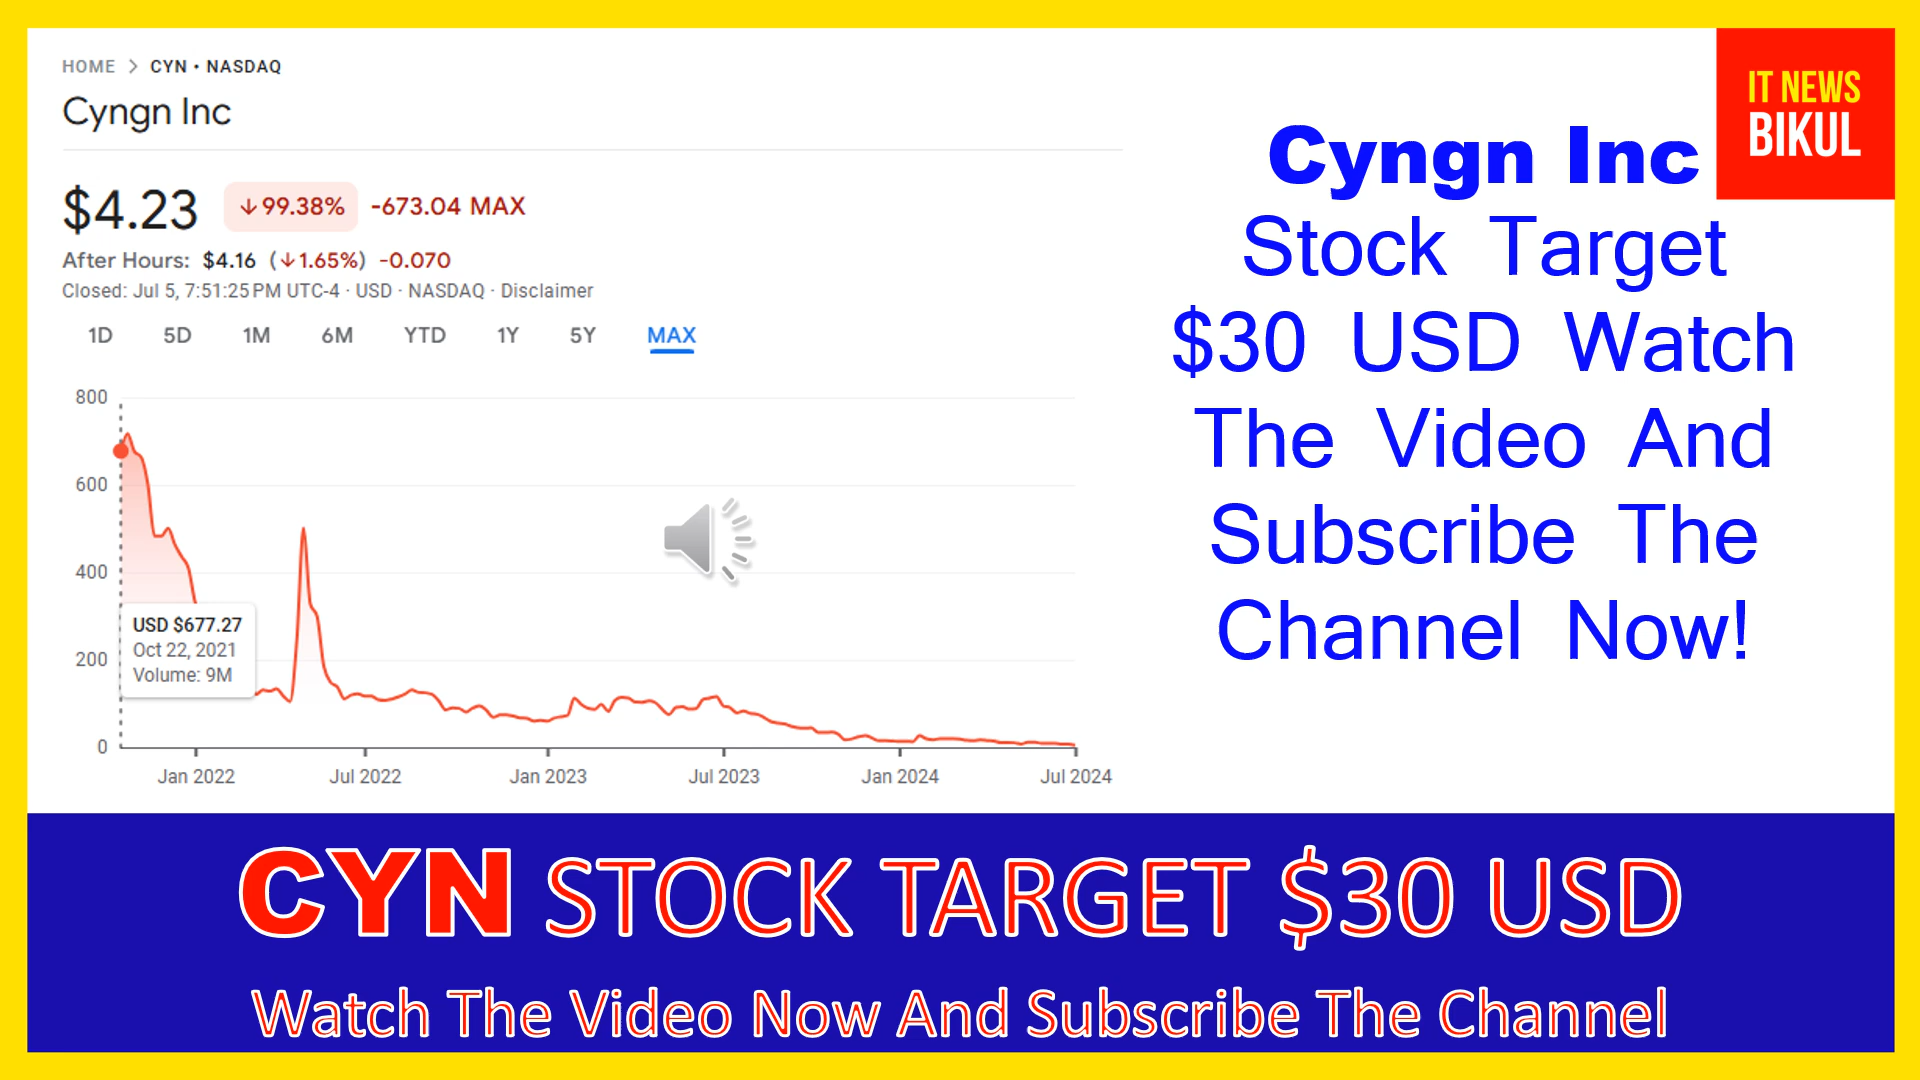 HOME > CYN • NASDAQ
Cyngn Inc
$4.23 ↓99.38% -673.04 MAX
After Hours: $4.16 (↓1.65%) -0.070
Closed: Jul 5, 7:51:25 PM UTC-4 · USD · NASDAQ · Disclaimer
1D 5D 1M 6M YTD 1Y 5Y MAX
800
600
400
200
0
USD $677.27
Oct 22, 2021
Volume: 9M
Jan 2022 Jul 2022 Jan 2023 Jul 2023 Jan 2024 Jul 2024
IT NEWS
BIKUL
Cyngn Inc
Stock Target
$30 USD Watch
The Video And
Subscribe The
Channel Now!
CYN STOCK TARGET $30 USD
Watch The Video Now And Subscribe The Channel